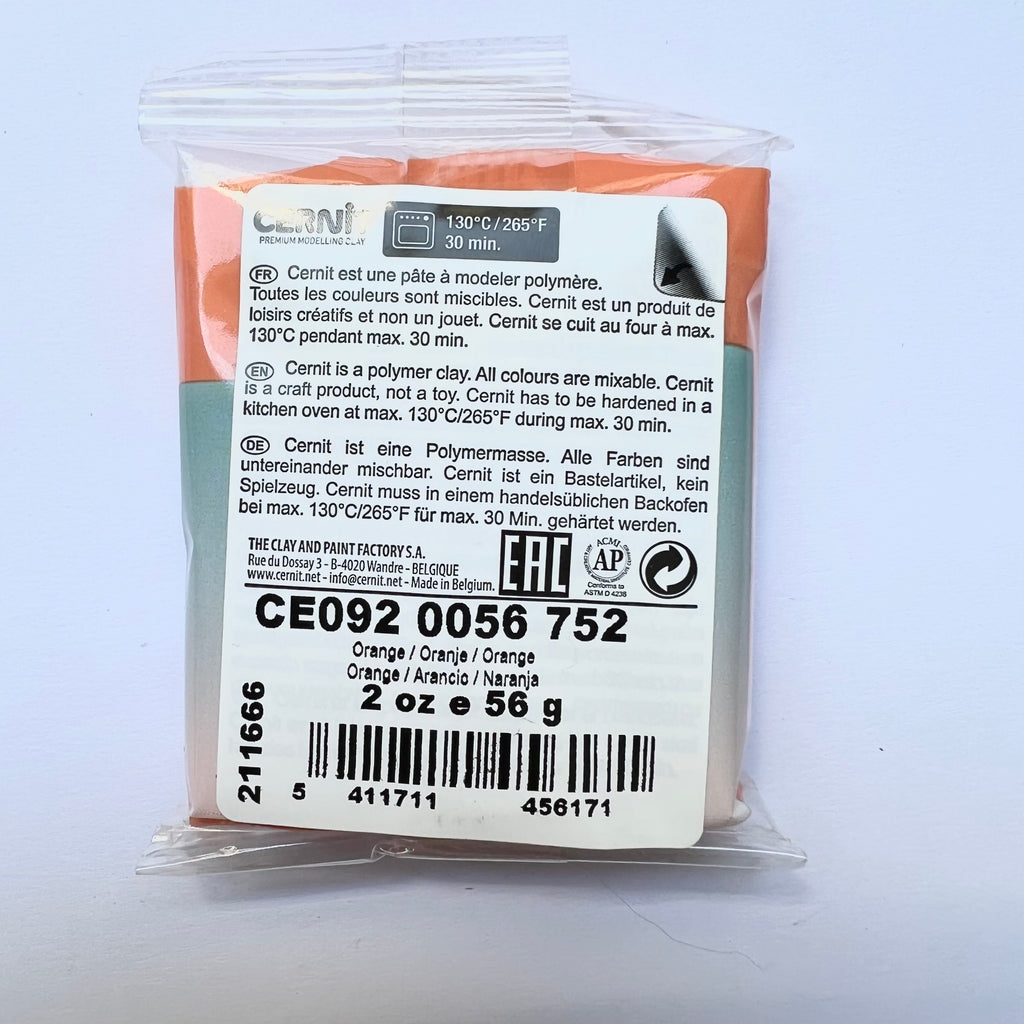 CERNiT
PREMIUM MODELLING CLAY
130°C / 265°F
30 min.
FR Cernit est une pâte à modeler polymère.
Toutes les couleurs sont miscibles. Cernit est un produit de
loisirs créatifs et non un jouet. Cernit se cuit au four à max.
130°C pendant max. 30 min.
EN Cernit is a polymer clay. All colours are mixable. Cernit
is a craft product, not a toy. Cernit has to be hardened in a
kitchen oven at max. 130°C/265°F during max. 30 min.
DE Cernit ist eine Polymermasse. Alle Farben sind
untereinander mischbar. Cernit ist ein Bastelartikel, kein
Spielzeug. Cernit muss in einem handelsüblichen Backofen
bei max. 130°C/265°F für max. 30 Min. gehärtet werden.
THE CLAY AND PAINT FACTORY S.A.
Rue du Dossay 3 - B-4020 Wandre - BELGIQUE
www.cernit.net - info@cernit.net - Made in Belgium.
EAC
ACMI
AP
Conforms to
ASTM D 4236
CE092 0056 752
Orange / Oranje / Orange
Orange / Arancio / Naranja
2 oz e 56 g
211666
5 411711 456171